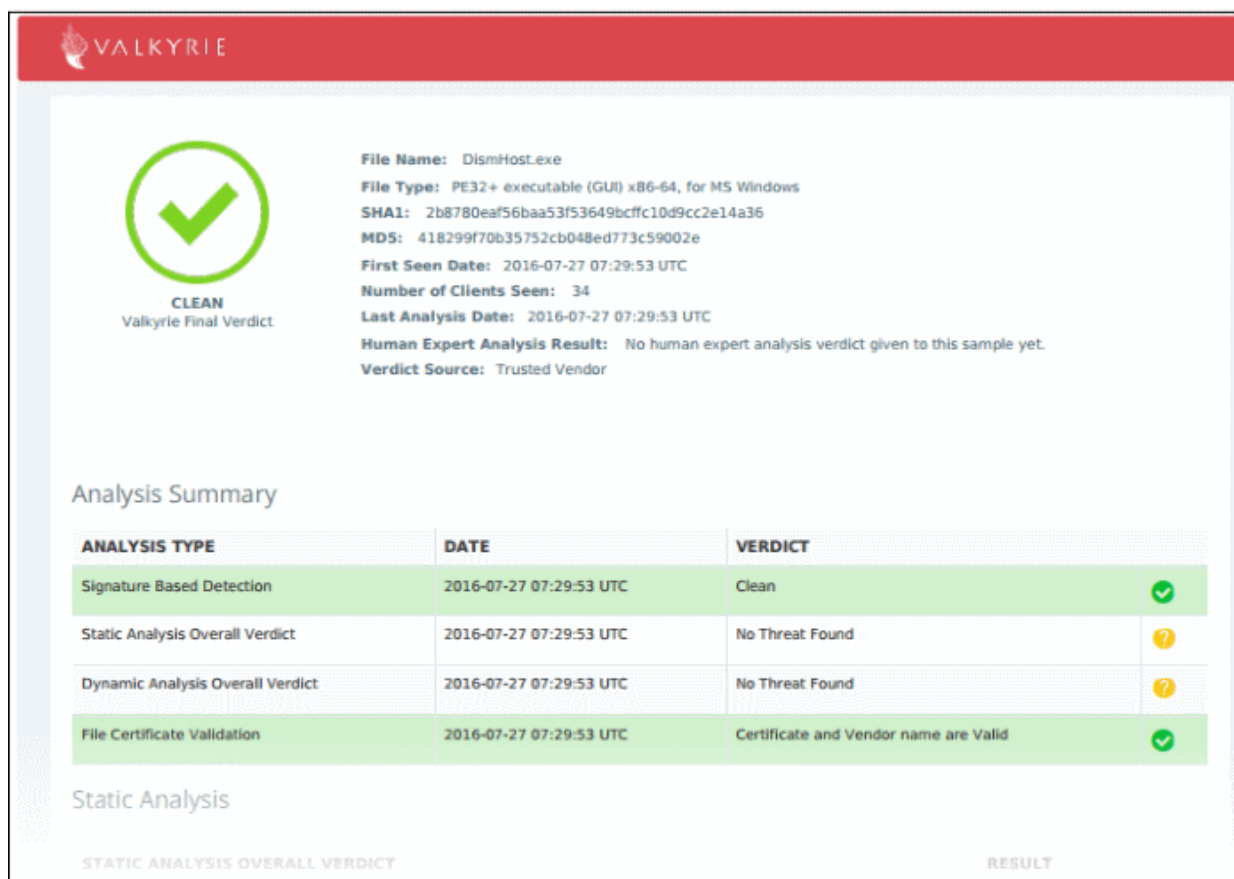 VALKYRIE
CLEAN
Valkyrie Final Verdict
File Name: DismHost.exe
File Type: PE32+ executable (GUI) x86-64, for MS Windows
SHA1: 2b8780eaf56baa53f53649bcffc10d9cc2e14a36
MD5: 418299f70b35752cb048ed773c59002e
First Seen Date: 2016-07-27 07:29:53 UTC
Number of Clients Seen: 34
Last Analysis Date: 2016-07-27 07:29:53 UTC
Human Expert Analysis Result: No human expert analysis verdict given to this sample yet.
Verdict Source: Trusted Vendor
Analysis Summary
ANALYSIS TYPE DATE VERDICT
Signature Based Detection 2016-07-27 07:29:53 UTC Clean
Static Analysis Overall Verdict 2016-07-27 07:29:53 UTC No Threat Found ?
Dynamic Analysis Overall Verdict 2016-07-27 07:29:53 UTC No Threat Found ?
File Certificate Validation 2016-07-27 07:29:53 UTC Certificate and Vendor name are Valid
Static Analysis
STATIC ANALYSIS OVERALL VERDICT RESULT